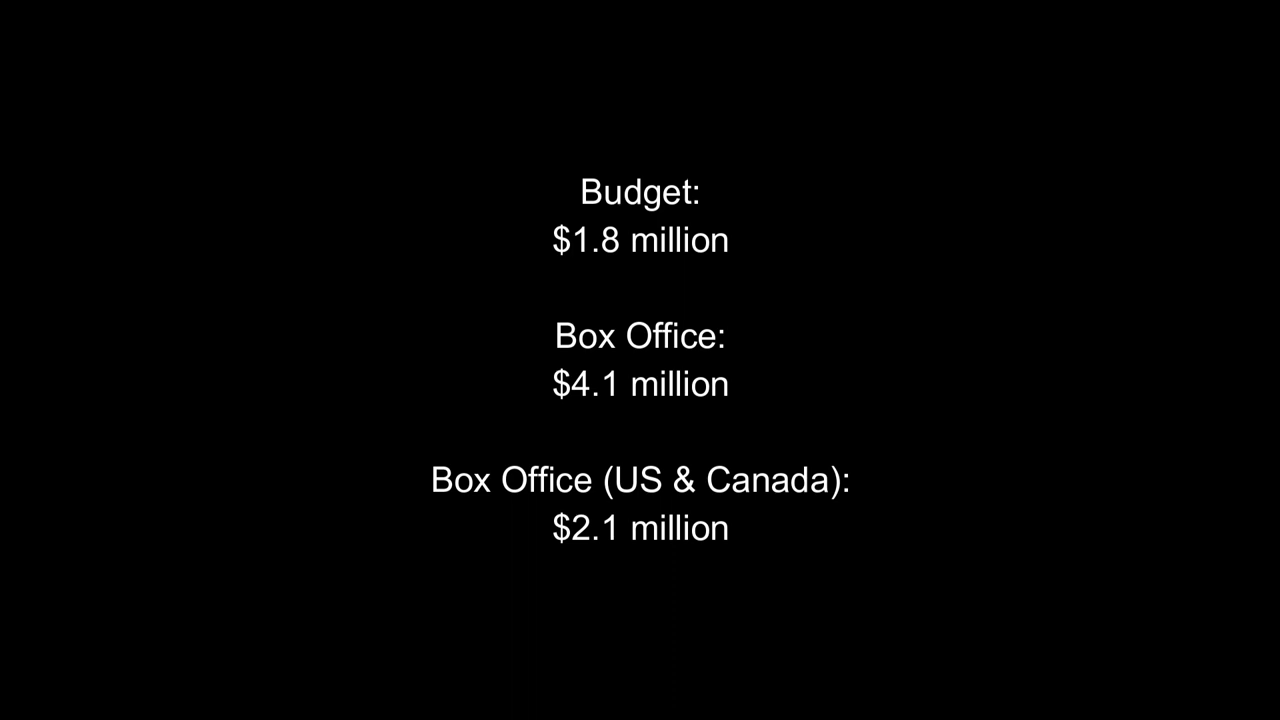 Budget:
$1.8 million
Box Office:
$4.1 million
Box Office (US & Canada):
$2.1 million